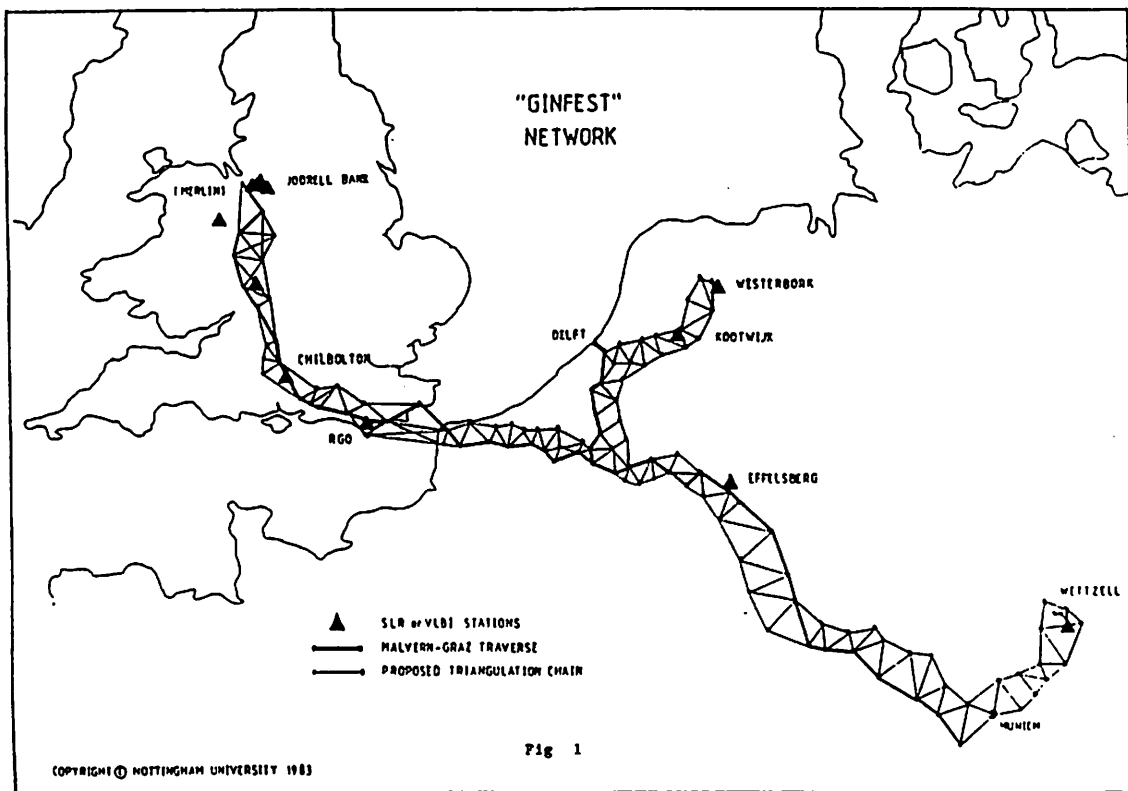 "GINFEST"
NETWORK
(MERLIN)
JODRELL BANK
WESTERBORK
DELFT
KOOTWIJK
CHILBOLTON
RGO
EFFELSBERG
WETTZELL
SLR or VLBI STATIONS
MALVERN-GRAZ TRAVERSE
PROPOSED TRIANGULATION CHAIN
MUNICH
Fig 1
COPYRIGHT © NOTTINGHAM UNIVERSITY 1983